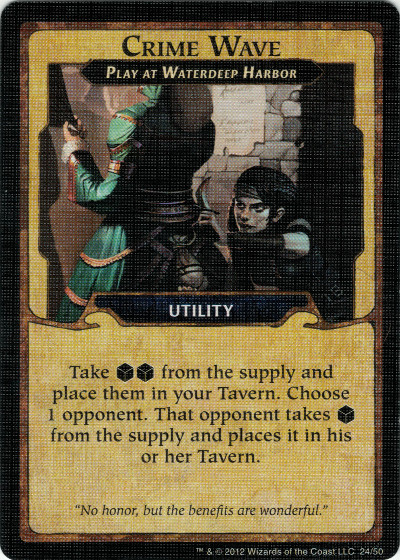 CRIME WAVE
PLAY AT WATERDEEP HARBOR
UTILITY
Take from the supply and
place them in your Tavern. Choose
1 opponent. That opponent takes
from the supply and places it in his
or her Tavern.
"No honor, but the benefits are wonderful."
™ & © 2012 Wizards of the Coast LLC 24/50